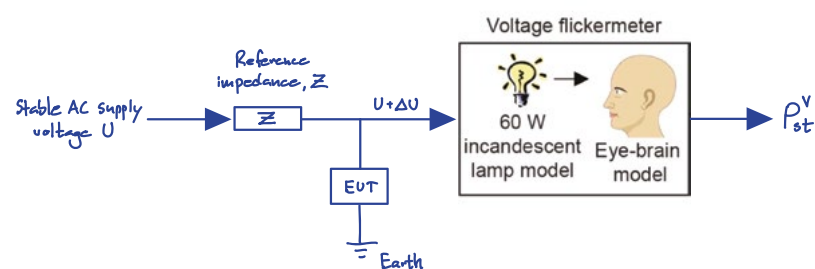 Voltage flickermeter
Reference
impedance, Z
Stable AC supply
voltage U
Z
U+ΔU
60 W
incandescent
lamp model
Eye-brain
model
P_st^V
EUT
Earth